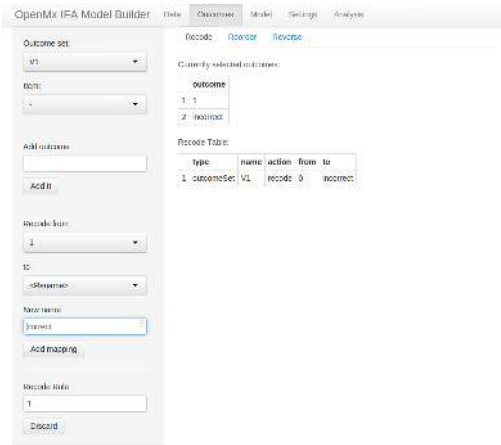 OpenMx IFA Model Builder Data Outcomes Model Settings Analysis
Recode Reorder Reverse
Outcome set:
V1
Item:
-
Add outcome
Add It
Recode from
1
to
<Rename>
New name
correct
Add mapping
Recode Rule
1
Discard
Currently selected outcomes:
outcome
1 1
2 incorrect
Recode Table:
type name action from to
1 outcomeSet V1 recode 0 incorrect